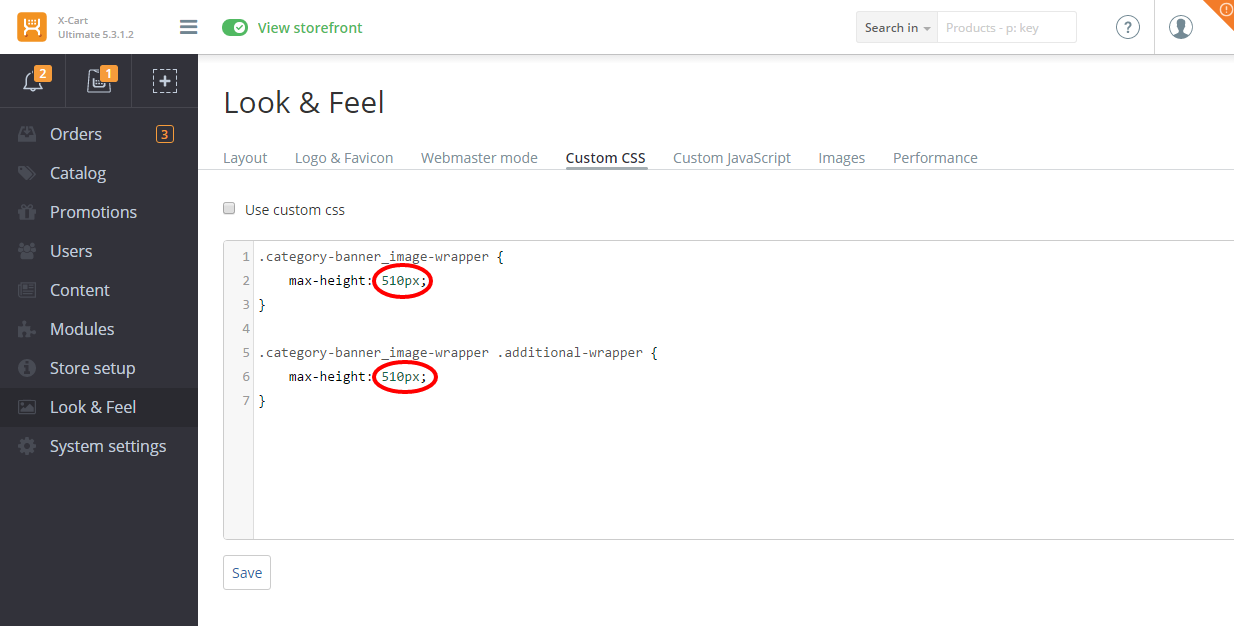 X-Cart
Ultimate 5.3.1.2
View storefront
Search in
Products - p: key
?
2
1
Orders 3
Catalog
Promotions
Users
Content
Modules
Store setup
Look & Feel
System settings
Look & Feel
Layout Logo & Favicon Webmaster mode Custom CSS Custom JavaScript Images Performance
Use custom css
1 .category-banner_image-wrapper {
2 max-height: 510px;
3 }
4
5 .category-banner_image-wrapper .additional-wrapper {
6 max-height: 510px;
7 }
Save